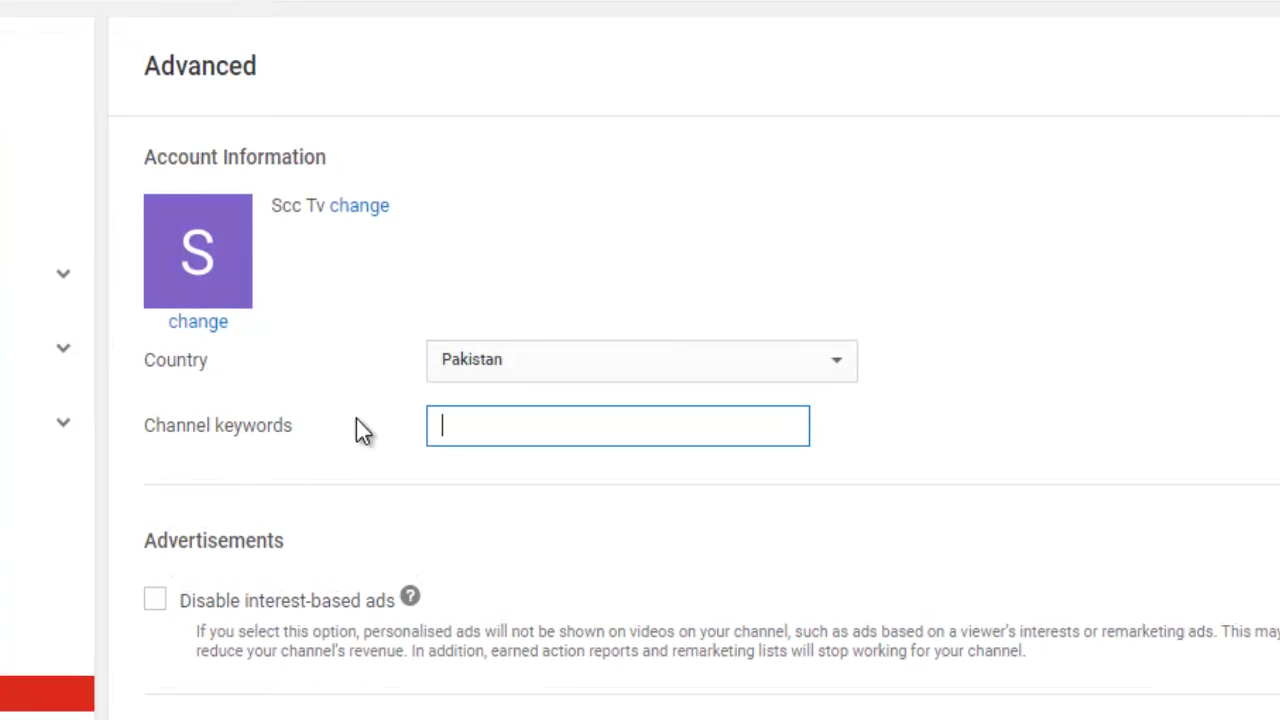 Advanced
Account Information
S
Scc Tv change
change
Country
Pakistan
Channel keywords
Advertisements
Disable interest-based ads ?
If you select this option, personalised ads will not be shown on videos on your channel, such as ads based on a viewer's interests or remarketing ads. This may
reduce your channel's revenue. In addition, earned action reports and remarketing lists will stop working for your channel.